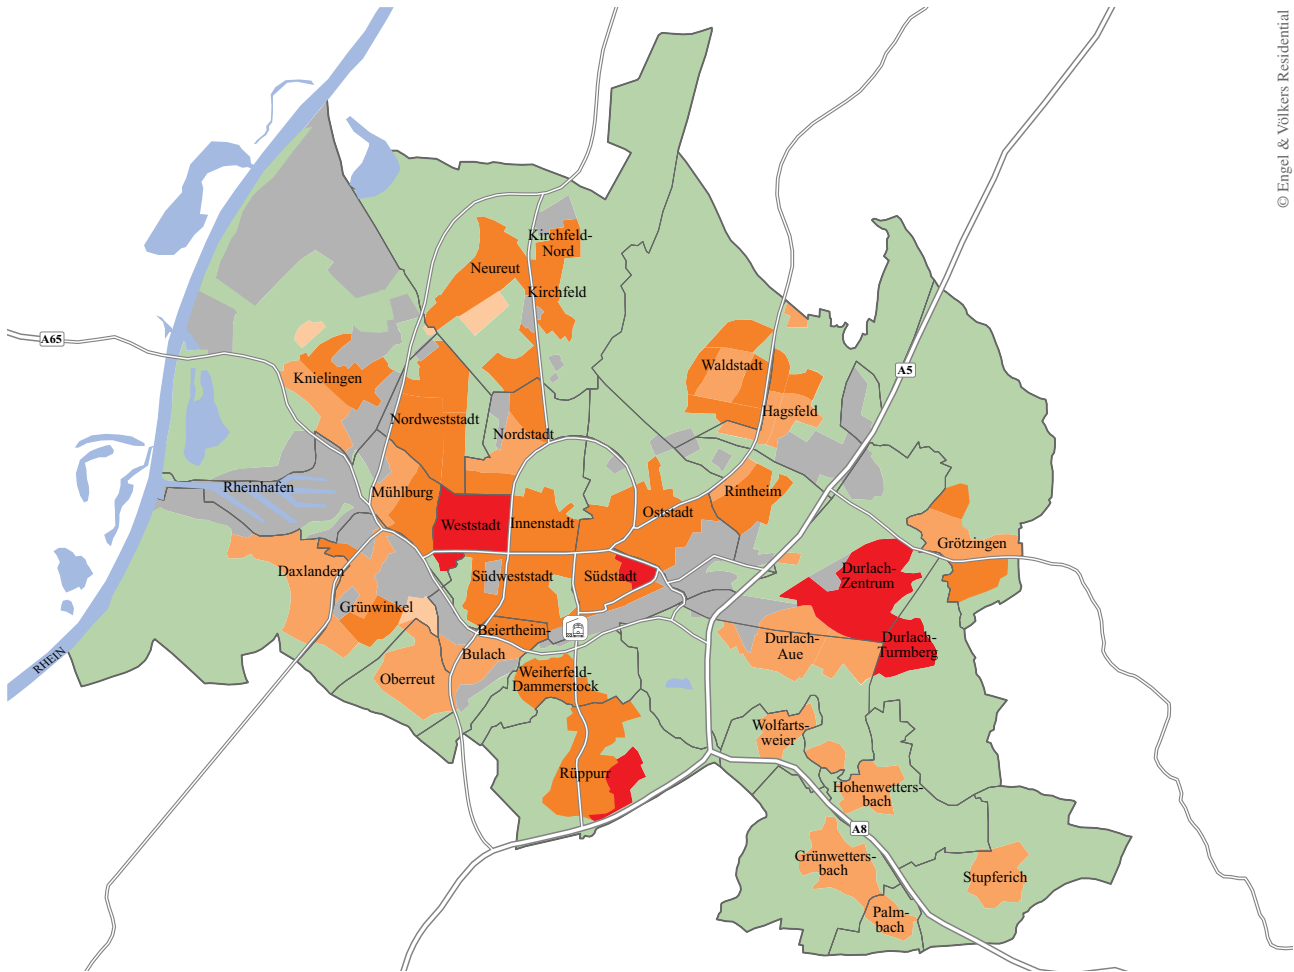 © Engel & Völkers Residential
Kirchfeld-
Nord
Neureut
Kirchfeld
A65
Knielingen
Waldstadt
A5
Hagsfeld
Nordweststadt
Nordstadt
Rheinhafen
Mühlburg
Rintheim
Weststadt
Innenstadt
Oststadt
Grötzingen
Daxlanden
Südweststadt
Südstadt
Durlach-
Zentrum
Grünwinkel
Beiertheim-
Bulach
Durlach-
Aue
Durlach-
Turmberg
RHEIN
Oberreut
Weiherfeld-
Dammerstock
Wolfarts-
weier
Rüppurr
Hohenwetters-
bach
A8
Grünwetters-
bach
Stupferich
Palm-
bach